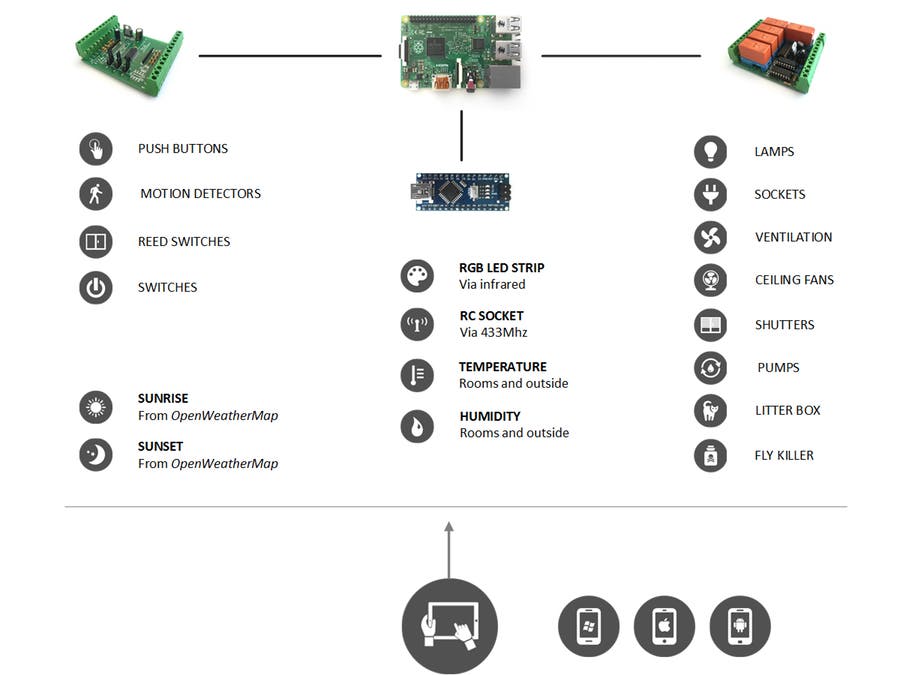 PUSH BUTTONS
MOTION DETECTORS
REED SWITCHES
SWITCHES
SUNRISE
From OpenWeatherMap
SUNSET
From OpenWeatherMap
RGB LED STRIP
Via infrared
RC SOCKET
Via 433Mhz
TEMPERATURE
Rooms and outside
HUMIDITY
Rooms and outside
LAMPS
SOCKETS
VENTILATION
CEILING FANS
SHUTTERS
PUMPS
LITTER BOX
FLY KILLER